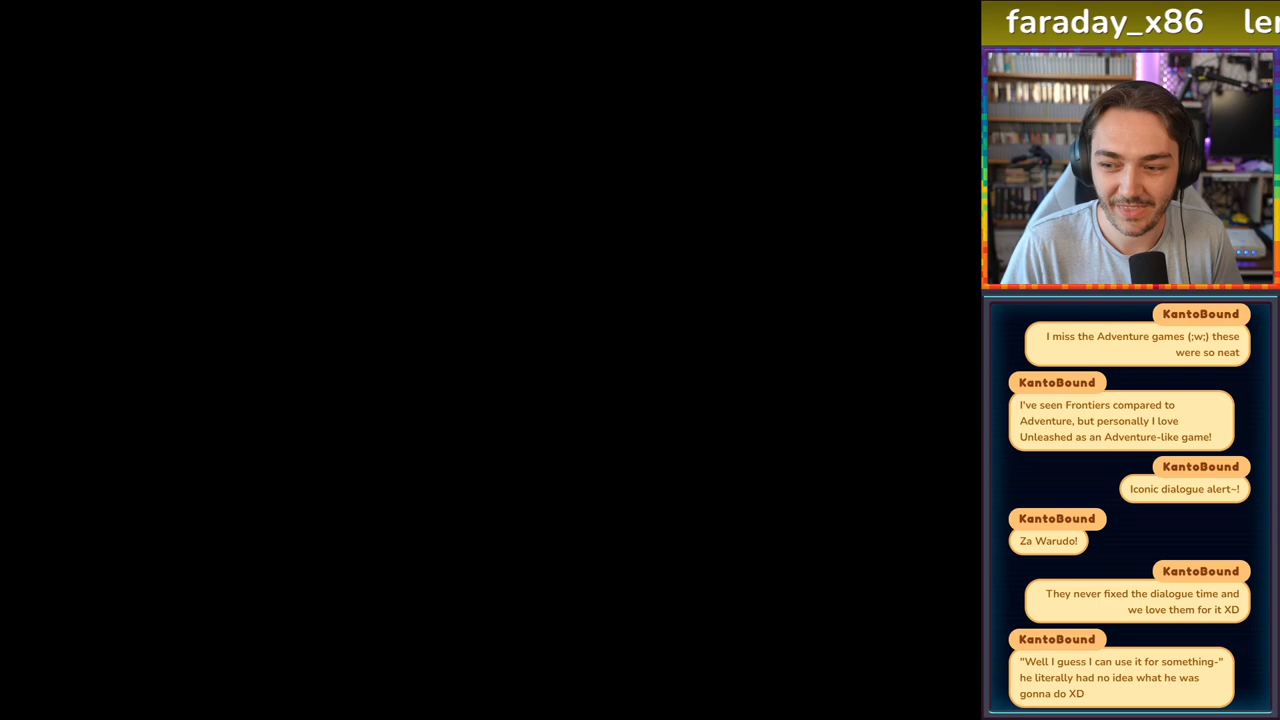 faraday_x86 ler
KantoBound
I miss the Adventure games (;w;) these
were so neat
KantoBound
I've seen Frontiers compared to
Adventure, but personally I love
Unleashed as an Adventure-like game!
KantoBound
Iconic dialogue alert~!
KantoBound
Za Warudo!
KantoBound
They never fixed the dialogue time and
we love them for it XD
KantoBound
"Well I guess I can use it for something-"
he literally had no idea what he was
gonna do XD